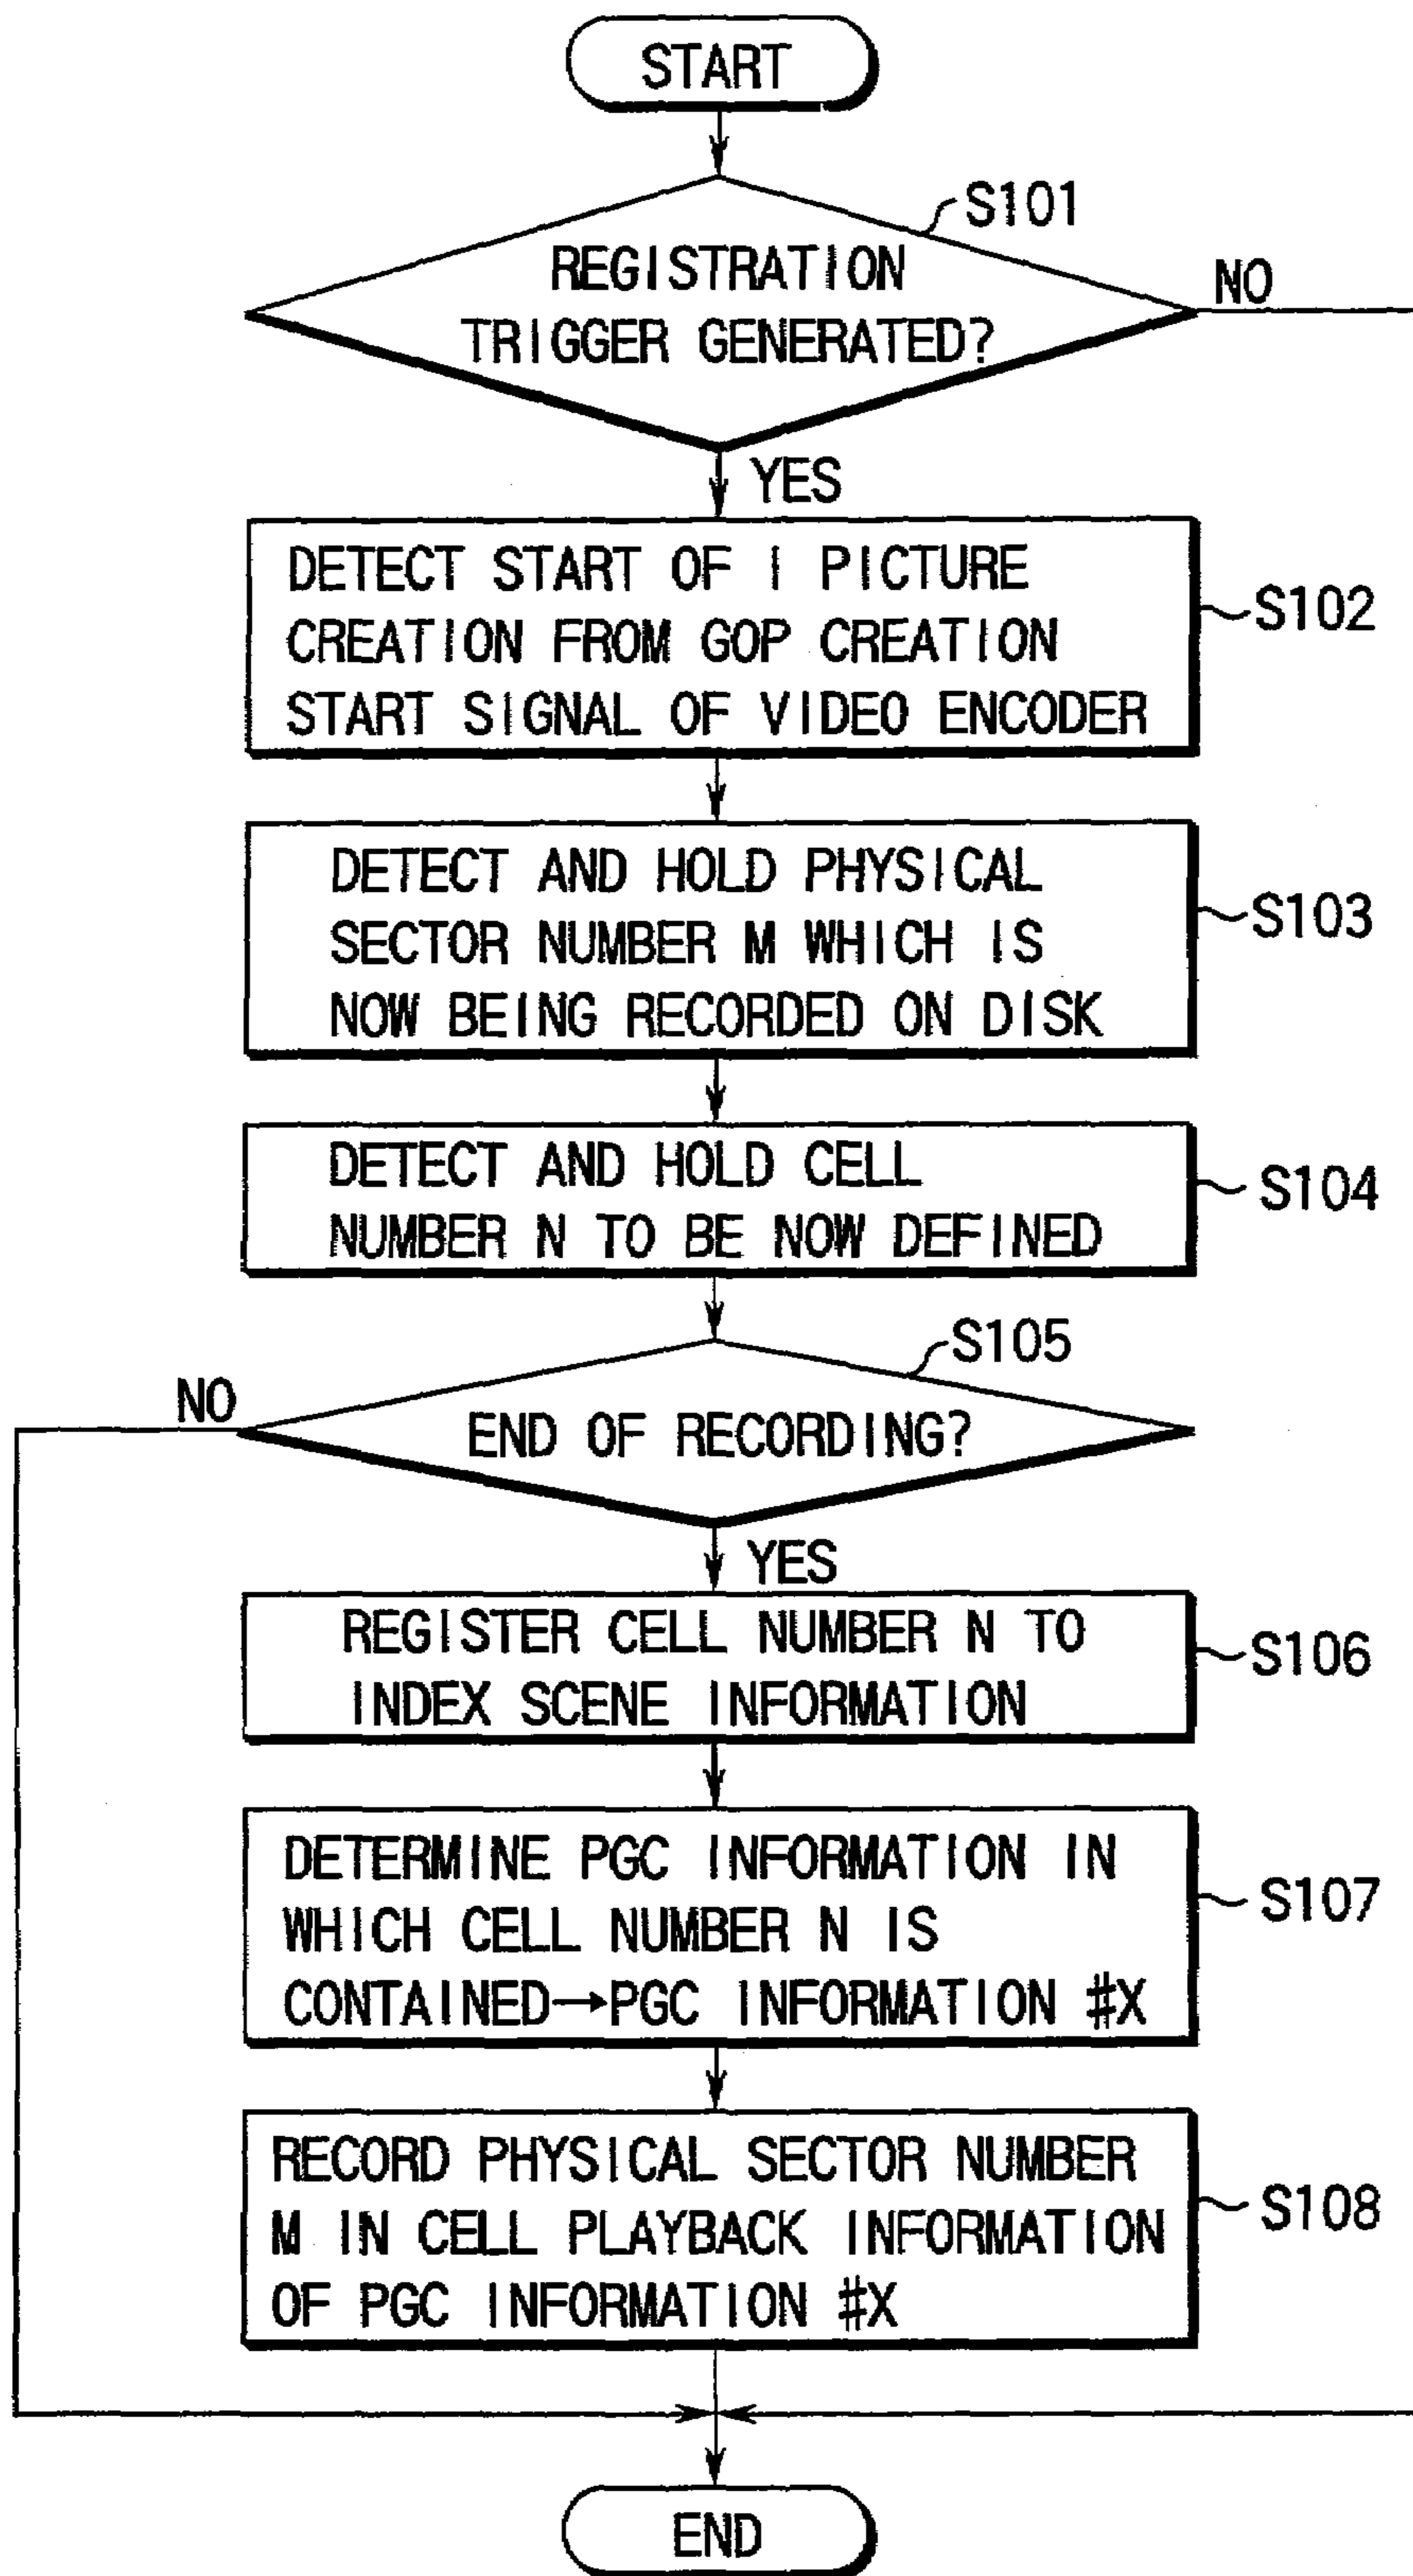 START
S101
REGISTRATION
TRIGGER GENERATED?
NO
YES
DETECT START OF I PICTURE
CREATION FROM GOP CREATION
START SIGNAL OF VIDEO ENCODER
S102
DETECT AND HOLD PHYSICAL
SECTOR NUMBER M WHICH IS
NOW BEING RECORDED ON DISK
S103
DETECT AND HOLD CELL
NUMBER N TO BE NOW DEFINED
S104
S105
NO
END OF RECORDING?
YES
REGISTER CELL NUMBER N TO
INDEX SCENE INFORMATION
S106
DETERMINE PGC INFORMATION IN
WHICH CELL NUMBER N IS
CONTAINED→PGC INFORMATION #X
S107
RECORD PHYSICAL SECTOR NUMBER
M IN CELL PLAYBACK INFORMATION
OF PGC INFORMATION #X
S108
END